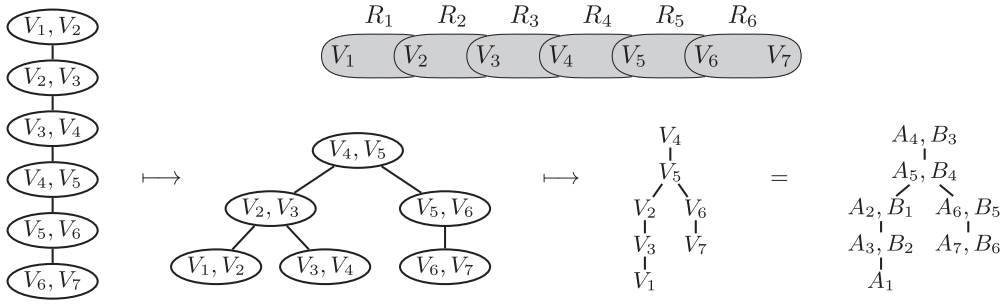 V1, V2
V2, V3
V3, V4
V4, V5
V5, V6
V6, V7
R1 R2 R3 R4 R5 R6
V1 V2 V3 V4 V5 V6 V7
⟼
V4, V5
V2, V3 V5, V6
V1, V2 V3, V4 V6, V7
⟼
V4
V5
V2 V6
V3 V7
V1
=
A4, B3
A5, B4
A2, B1 A6, B5
A3, B2 A7, B6
A1